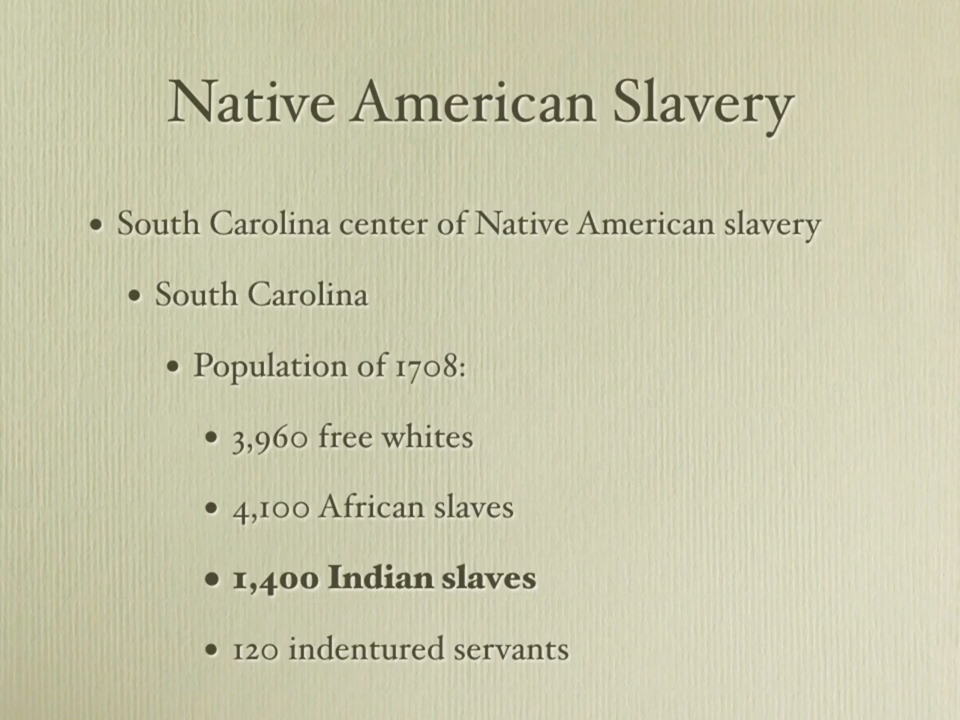 Native American Slavery
• South Carolina center of Native American slavery
• South Carolina
• Population of 1708:
• 3,960 free whites
• 4,100 African slaves
• 1,400 Indian slaves
• 120 indentured servants